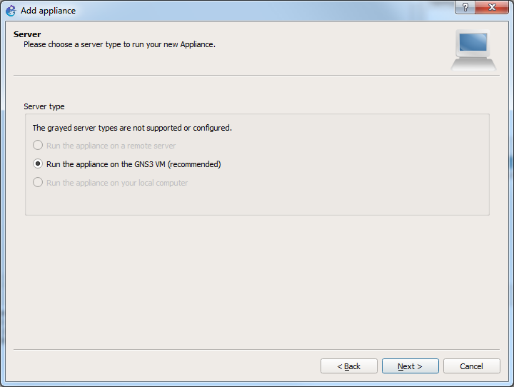 Add appliance
Server
Please choose a server type to run your new Appliance.
Server type
The grayed server types are not supported or configured.
Run the appliance on a remote server
Run the appliance on the GNS3 VM (recommended)
Run the appliance on your local computer
< Back
Next >
Cancel